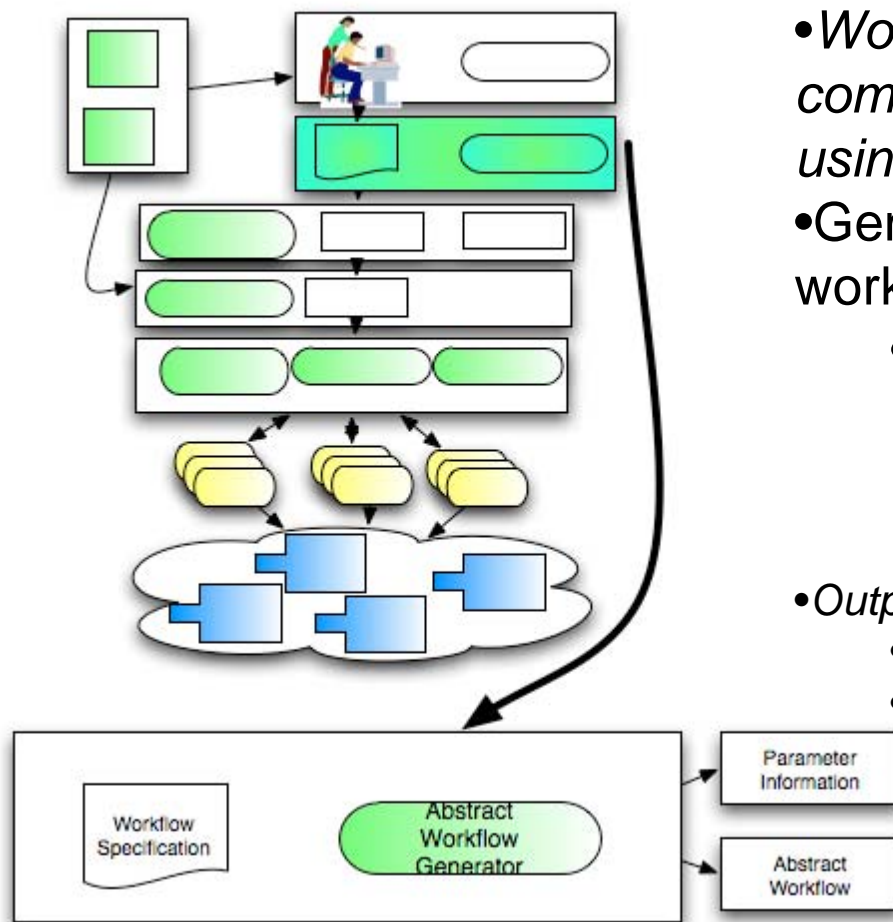 •Wo
com
usin
•Ger
work
•
•Outp
•
•
Workflow
Specification
Abstract
Workflow
Generator
Parameter
Information
Abstract
Workflow